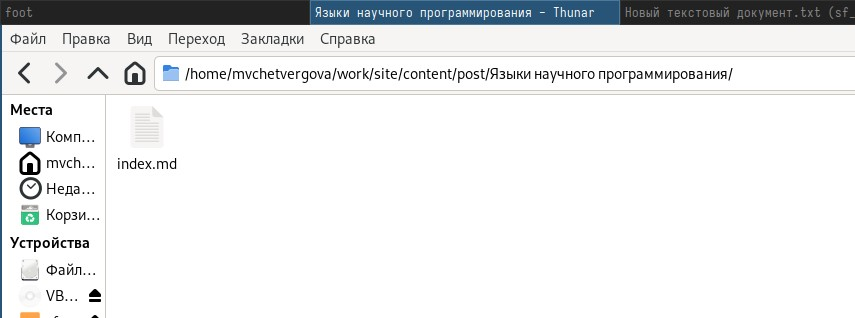 foot
Языки научного программирования - Thunar
Новый текстовый документ.txt (sf_
Файл Правка Вид Переход Закладки Справка
/home/mvchetvergova/work/site/content/post/Языки научного программирования/
Места
Комп...
mvch...
Неда...
Корзи...
Устройства
Файл...
VB...
index.md